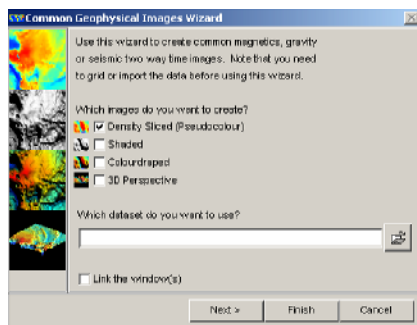 Common Geophysical Images Wizard
Use this wizard to create common magnetics, gravity
or seismic two way time images. Note that you need
to grid or import the data before using this wizard.
Which images do you want to create?
Density Sliced (Pseudocolour)
Shaded
Colourdraped
3D Perspective
Which dataset do you want to use?
Link the window(s)
Next >
Finish
Cancel